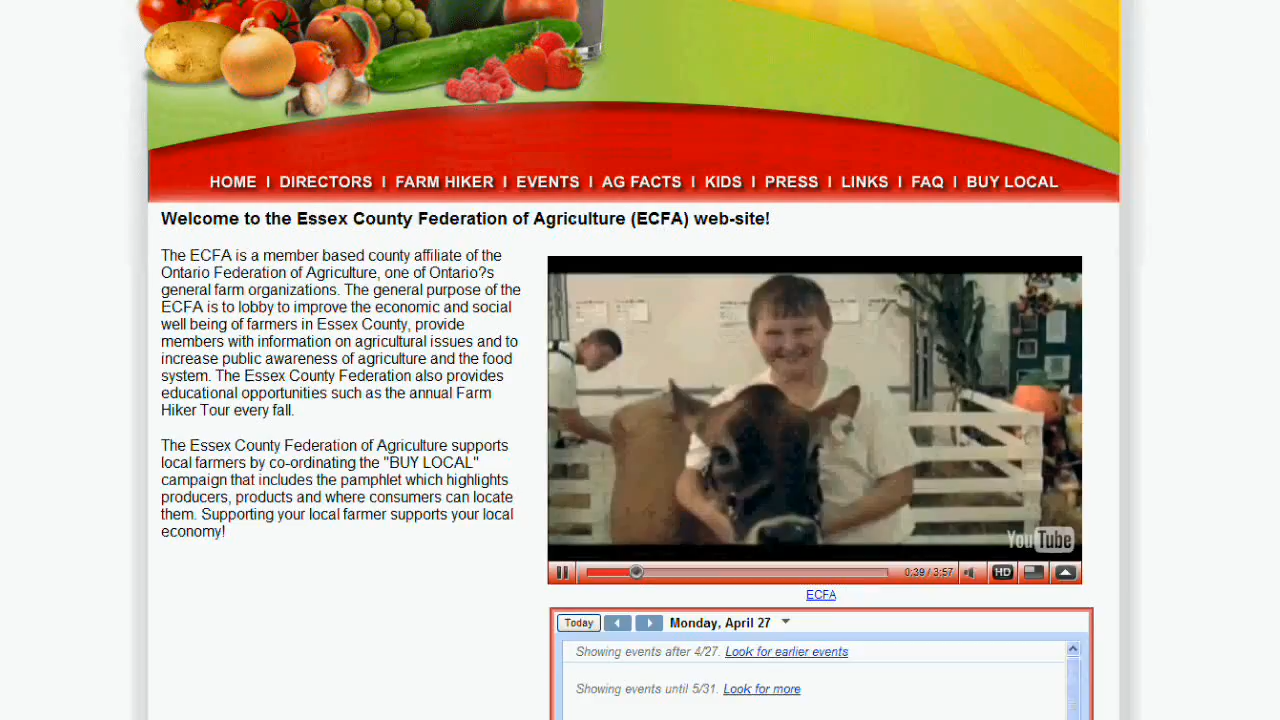 HOME I DIRECTORS I FARM HIKER I EVENTS I AG FACTS I KIDS I PRESS I LINKS I FAQ I BUY LOCAL
Welcome to the Essex County Federation of Agriculture (ECFA) web-site!
The ECFA is a member based county affiliate of the
Ontario Federation of Agriculture, one of Ontario?s
general farm organizations. The general purpose of the
ECFA is to lobby to improve the economic and social
well being of farmers in Essex County, provide
members with information on agricultural issues and to
increase public awareness of agriculture and the food
system. The Essex County Federation also provides
educational opportunities such as the annual Farm
Hiker Tour every fall.
The Essex County Federation of Agriculture supports
local farmers by co-ordinating the "BUY LOCAL"
campaign that includes the pamphlet which highlights
producers, products and where consumers can locate
them. Supporting your local farmer supports your local
economy!
YouTube
0:39 / 3:57 HD
ECFA
Today Monday, April 27
Showing events after 4/27. Look for earlier events
Showing events until 5/31. Look for more